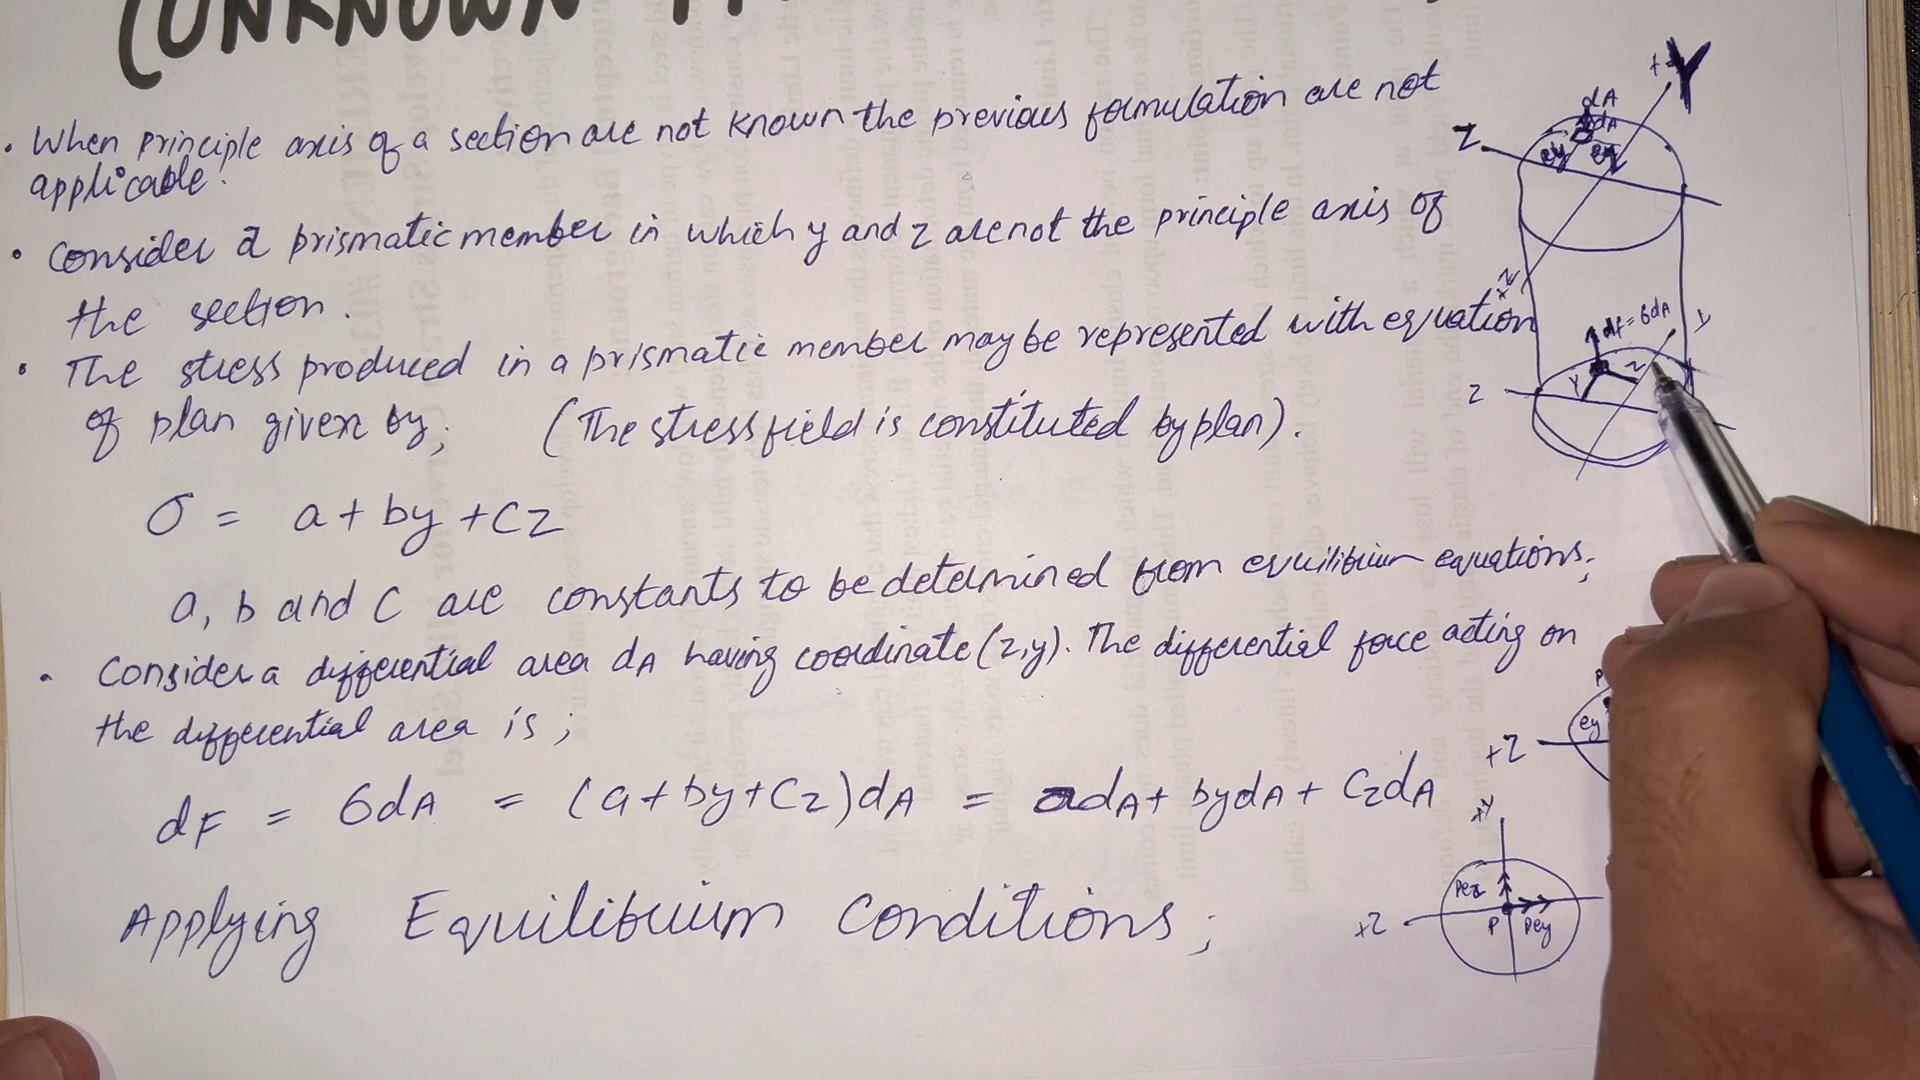 (UNKNOWN
• When principle axis of a section are not known the previous formulation are not
applicable!
• Consider a prismatic member in which y and z are not the principle axis of
the section.
• The stress produced in a prismatic member may be represented with equation
of plan given by; (The stress field is constituted by plan).
σ = a + by + cz
a, b and c are constants to be determined from equilibrium equations;
• Consider a differential area dA having coordinate (z,y). The differential force acting on
the differential area is;
dF = 6dA = (a+by+Cz)dA = adA + bydA + CzdA
Applying Equilibrium Conditions;
Y
dA
dA
Z
ey
dF = 6dA
Y
Z
Y
Z
ey
+Z
+Y
Pez
+Z
P
Pey